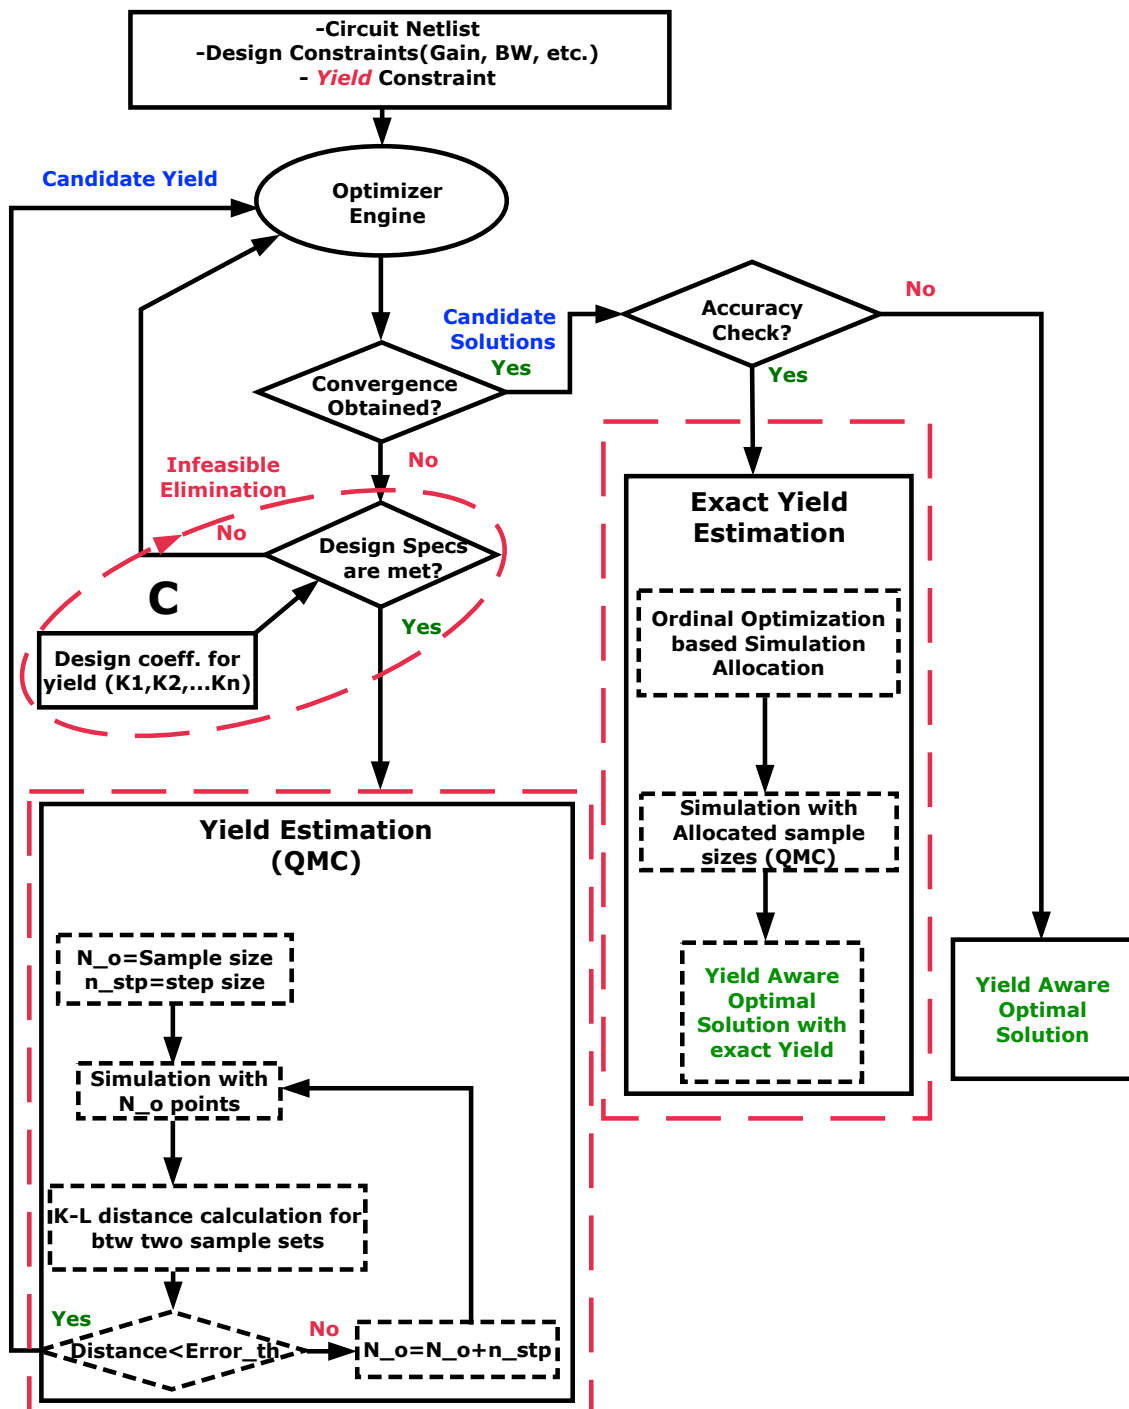 -Circuit Netlist
-Design Constraints(Gain, BW, etc.)
- Yield Constraint
Candidate Yield
Optimizer
Engine
Candidate
Solutions
Yes
Accuracy
Check?
No
Yes
Convergence
Obtained?
No
Infeasible
Elimination
No
Design Specs
are met?
C
Yes
Design coeff. for
yield (K1,K2,...Kn)
Exact Yield
Estimation
Ordinal Optimization
based Simulation
Allocation
Simulation with
Allocated sample
sizes (QMC)
Yield Aware
Optimal
Solution with
exact Yield
Yield Aware
Optimal
Solution
Yield Estimation
(QMC)
N_o=Sample size
n_stp=step size
Simulation with
N_o points
K-L distance calculation for
btw two sample sets
Yes
Distance<Error_th
No
N_o=N_o+n_stp